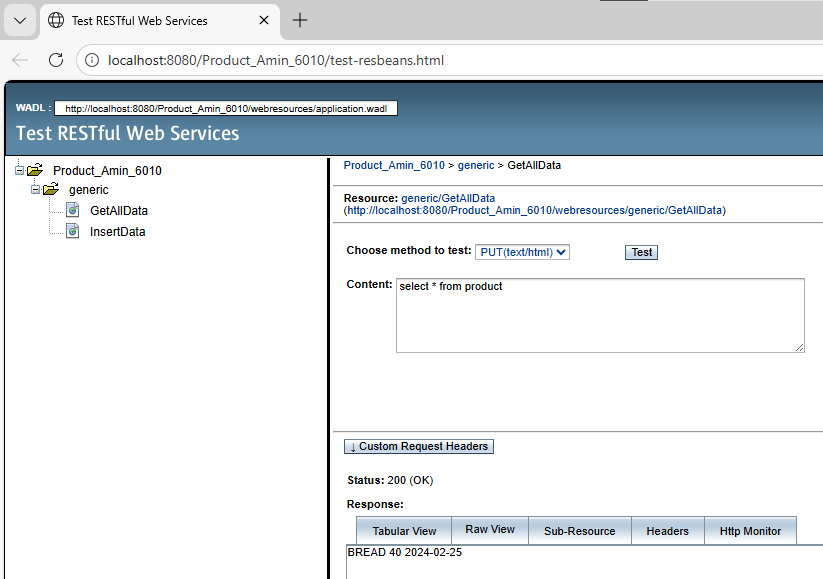 Test RESTful Web Services
localhost:8080/Product_Amin_6010/test-resbeans.html
WADL : http://localhost:8080/Product_Amin_6010/webresources/application.wadl
Test RESTful Web Services
Product_Amin_6010
generic
GetAllData
InsertData
Product_Amin_6010 > generic > GetAllData
Resource: generic/GetAllData
(http://localhost:8080/Product_Amin_6010/webresources/generic/GetAllData)
Choose method to test: PUT(text/html) Test
Content: select * from product
↓ Custom Request Headers
Status: 200 (OK)
Response:
Tabular View Raw View Sub-Resource Headers Http Monitor
BREAD 40 2024-02-25